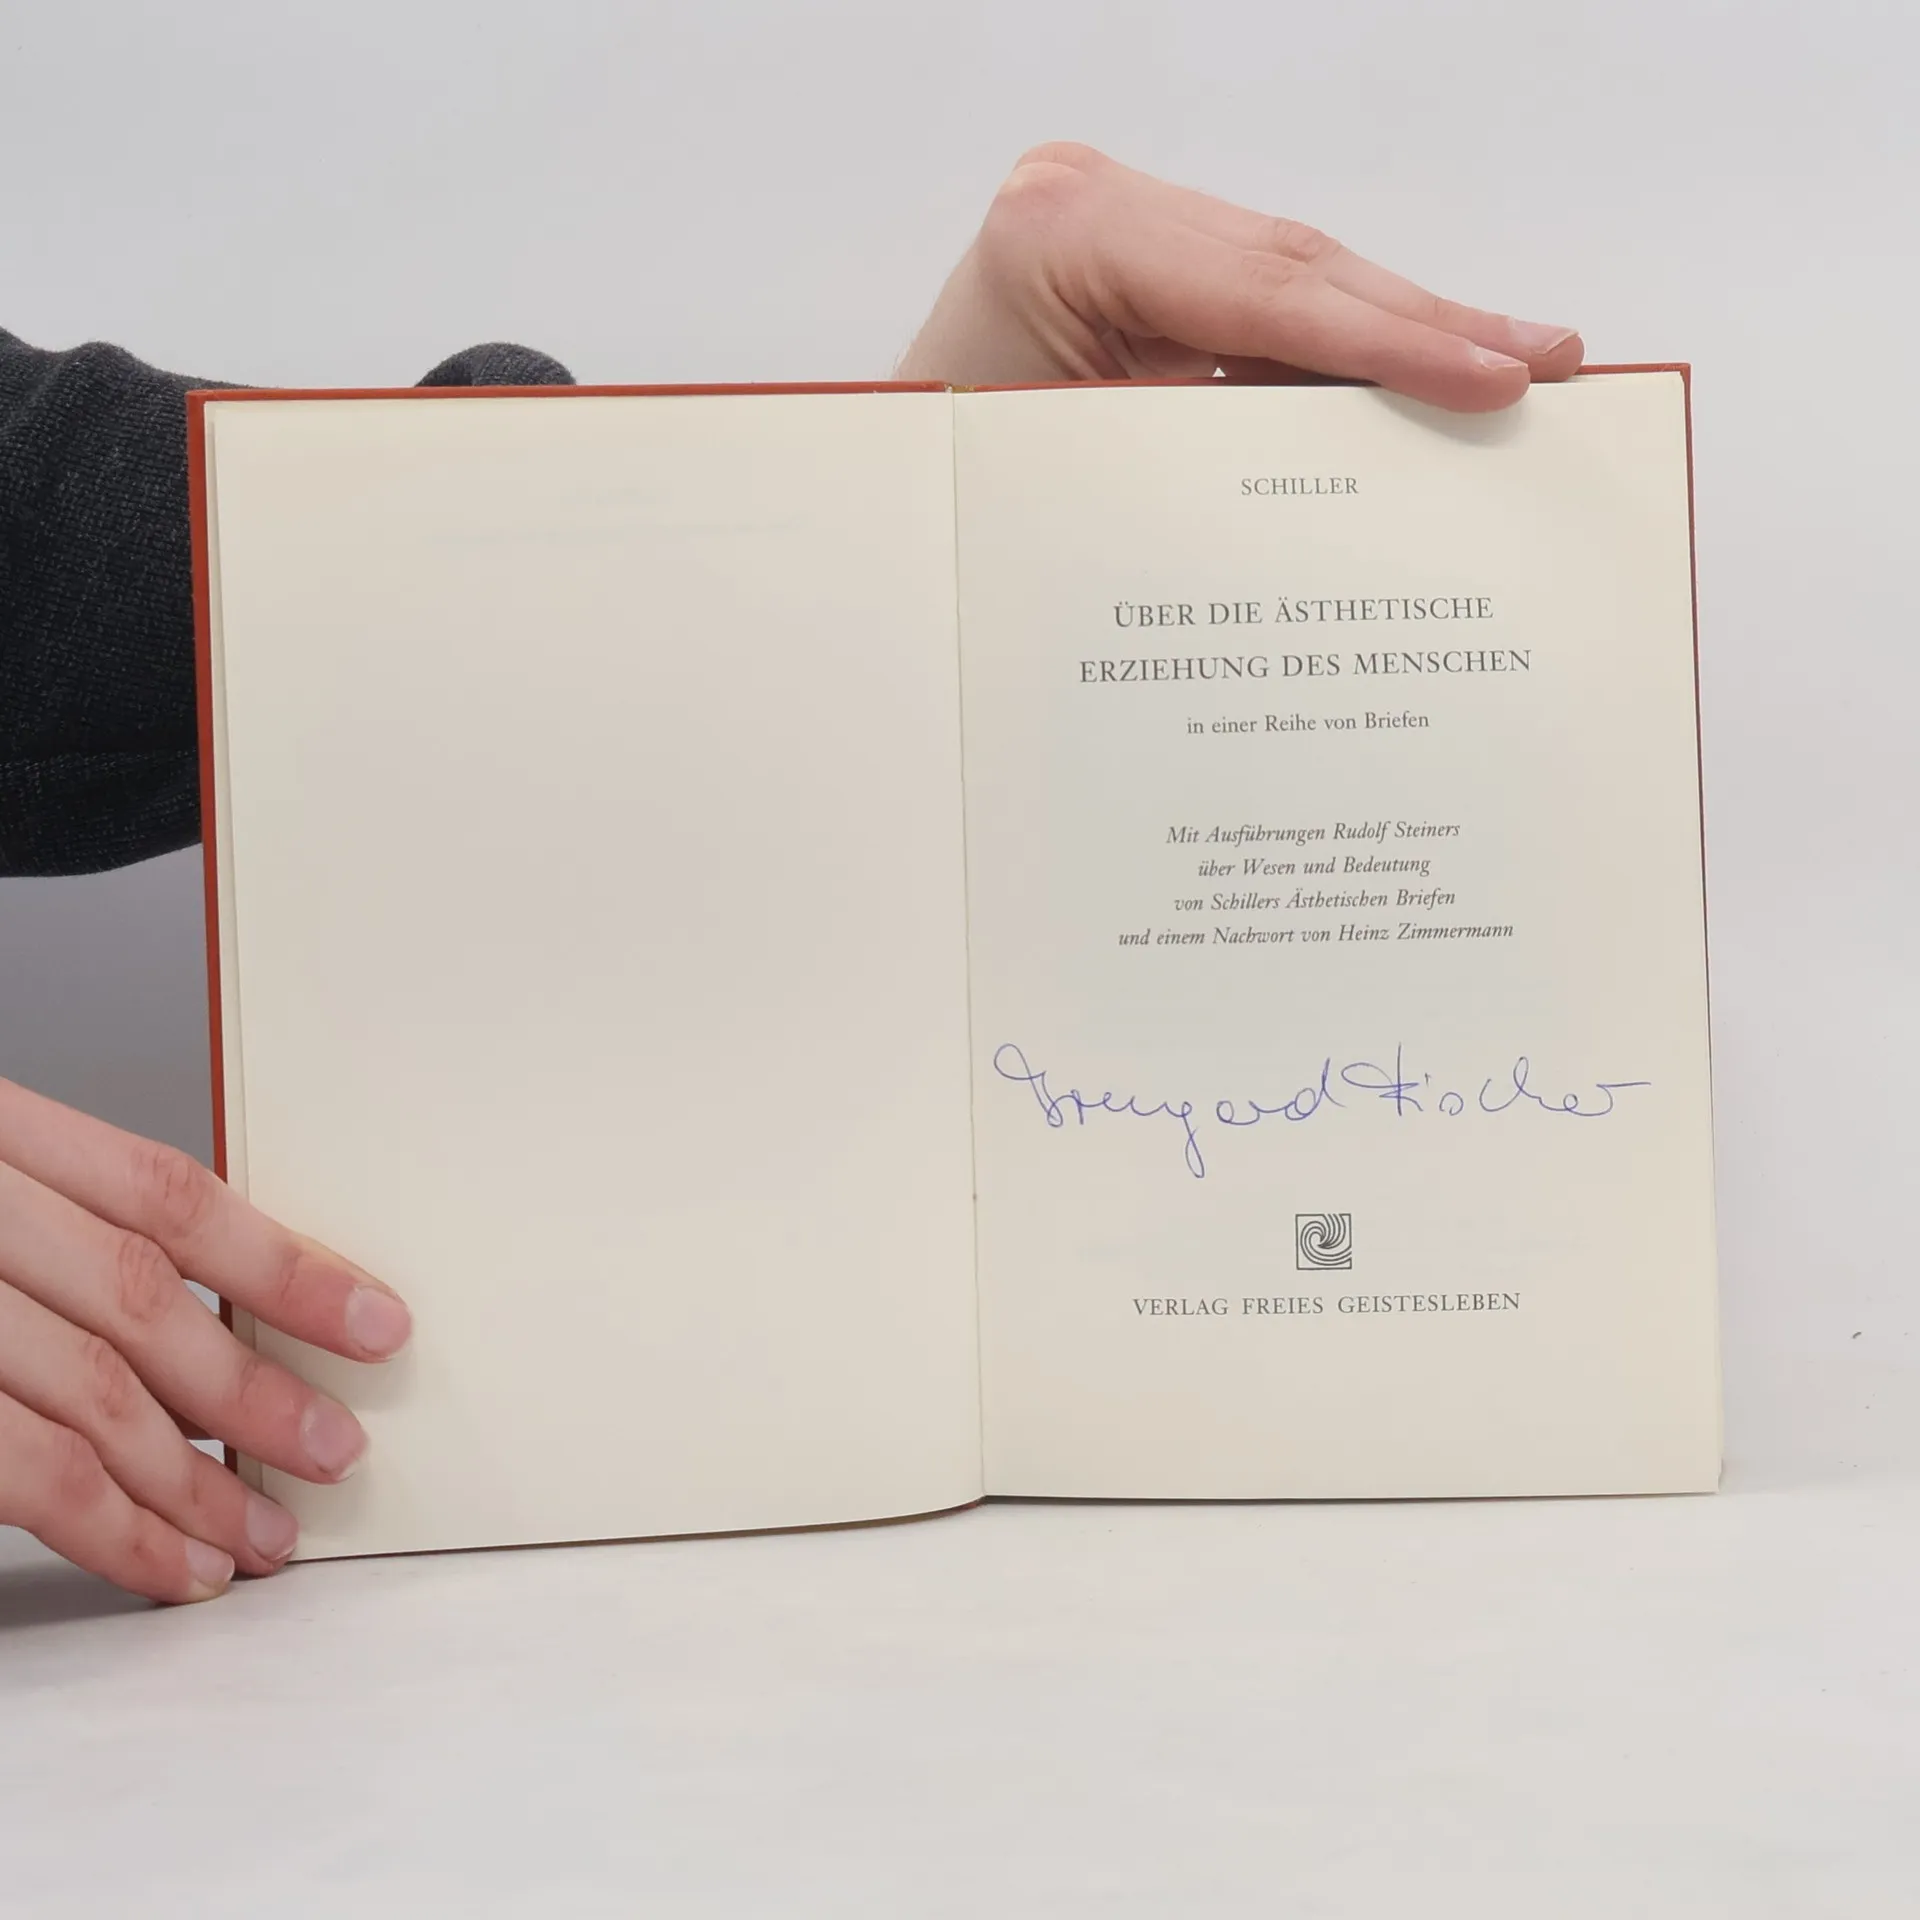 SCHILLER
ÜBER DIE ÄSTHETISCHE
ERZIEHUNG DES MENSCHEN
in einer Reihe von Briefen
Mit Ausführungen Rudolf Steiners
über Wesen und Bedeutung
von Schillers Ästhetischen Briefen
und einem Nachwort von Heinz Zimmermann
Irmgard Fischer
VERLAG FREIES GEISTESLEBEN